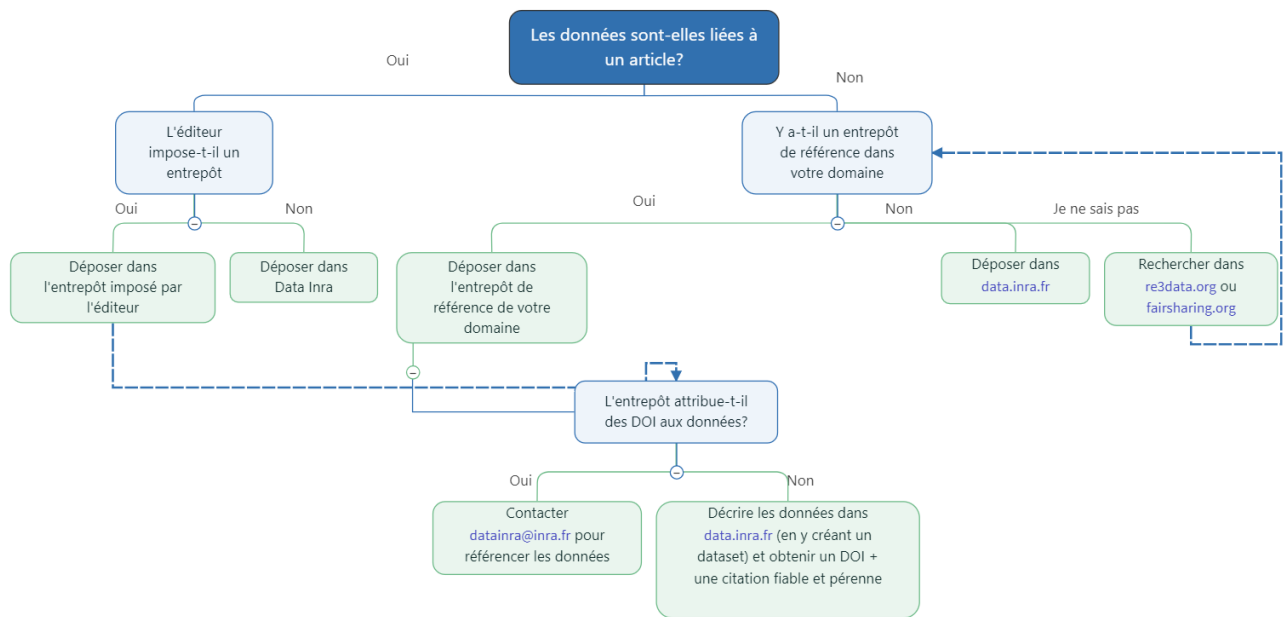 Les données sont-elles liées à
un article?
Oui
Non
L'éditeur
impose-t-il un
entrepôt
Y a-t-il un entrepôt
de référence dans
votre domaine
Oui
Non
Oui
Non
Je ne sais pas
Déposer dans
l'entrepôt imposé par
l'éditeur
Déposer dans
Data Inra
Déposer dans
l'entrepôt de
référence de votre
domaine
Déposer dans
data.inra.fr
Rechercher dans
re3data.org ou
fairsharing.org
L'entrepôt attribue-t-il
des DOI aux données?
Oui
Non
Contacter
datainra@inra.fr pour
référencer les données
Décrire les données dans
data.inra.fr (en y créant un
dataset) et obtenir un DOI +
une citation fiable et pérenne